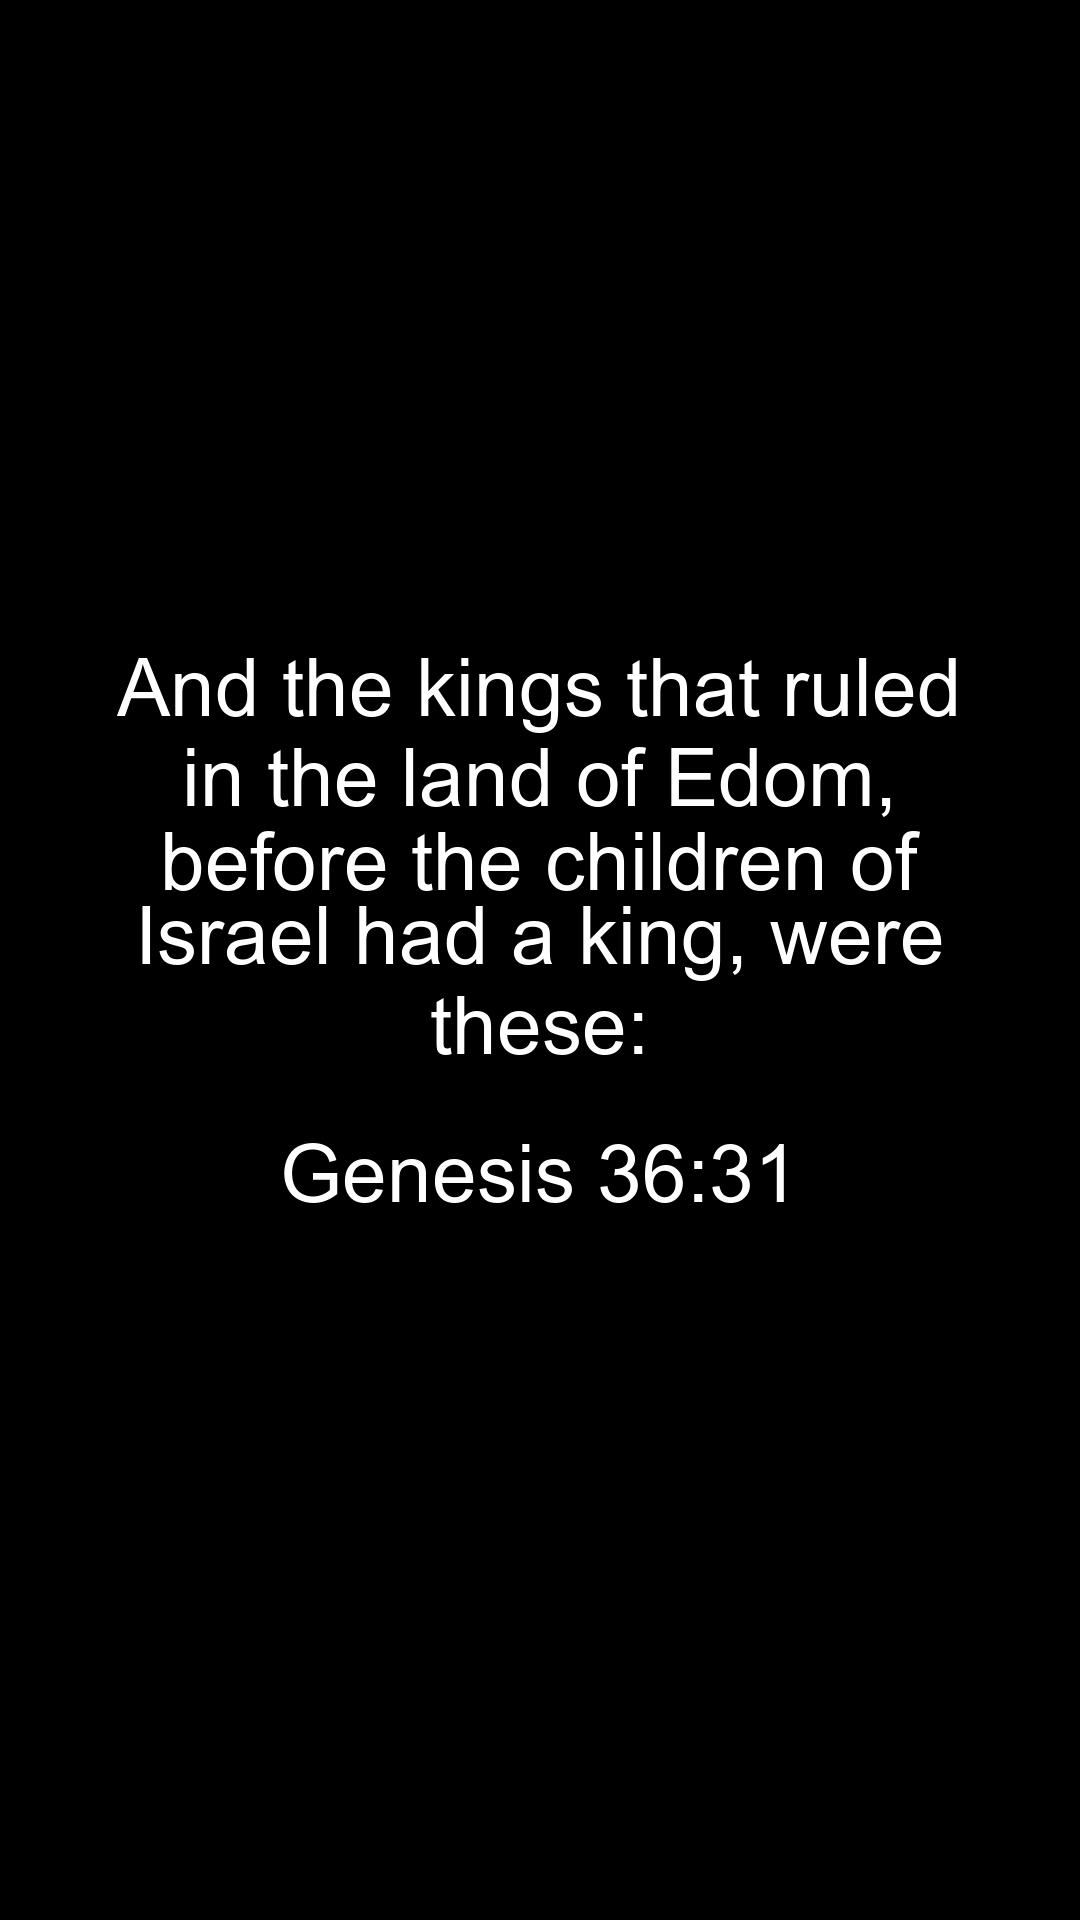 And the kings that ruled
in the land of Edom,
before the children of
Israel had a king, were
these:
Genesis 36:31